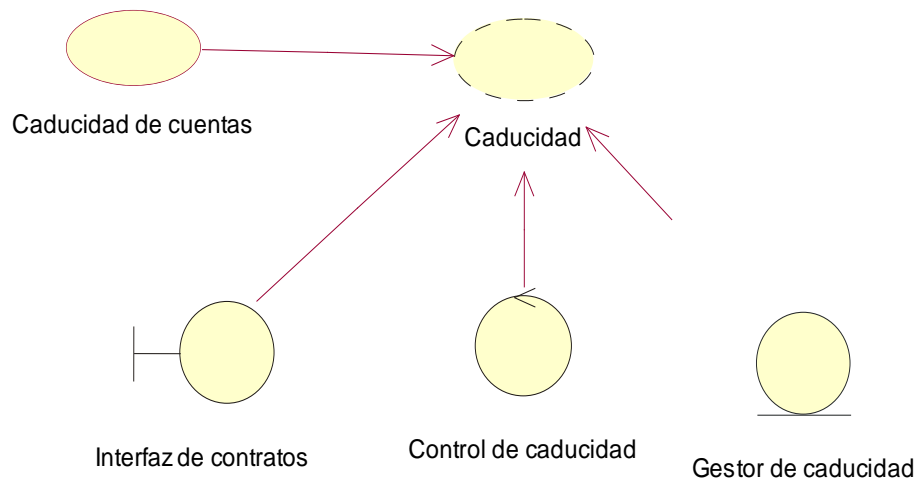 Caducidad de cuentas
Caducidad
Interfaz de contratos
Control de caducidad
Gestor de caducidad